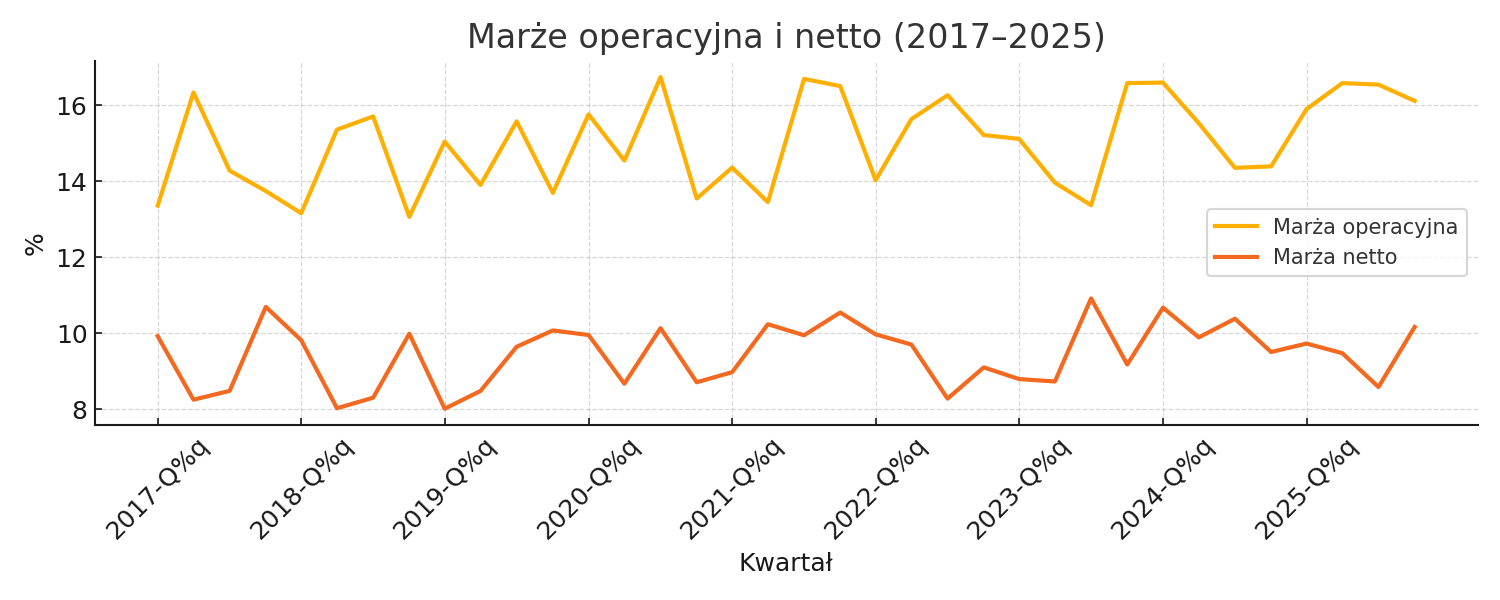 Marże operacyjna i netto (2017–2025)
%
16
14
12
10
8
Marża operacyjna
Marża netto
2017-Q%q
2018-Q%q
2019-Q%q
2020-Q%q
2021-Q%q
2022-Q%q
2023-Q%q
2024-Q%q
2025-Q%q
Kwartał